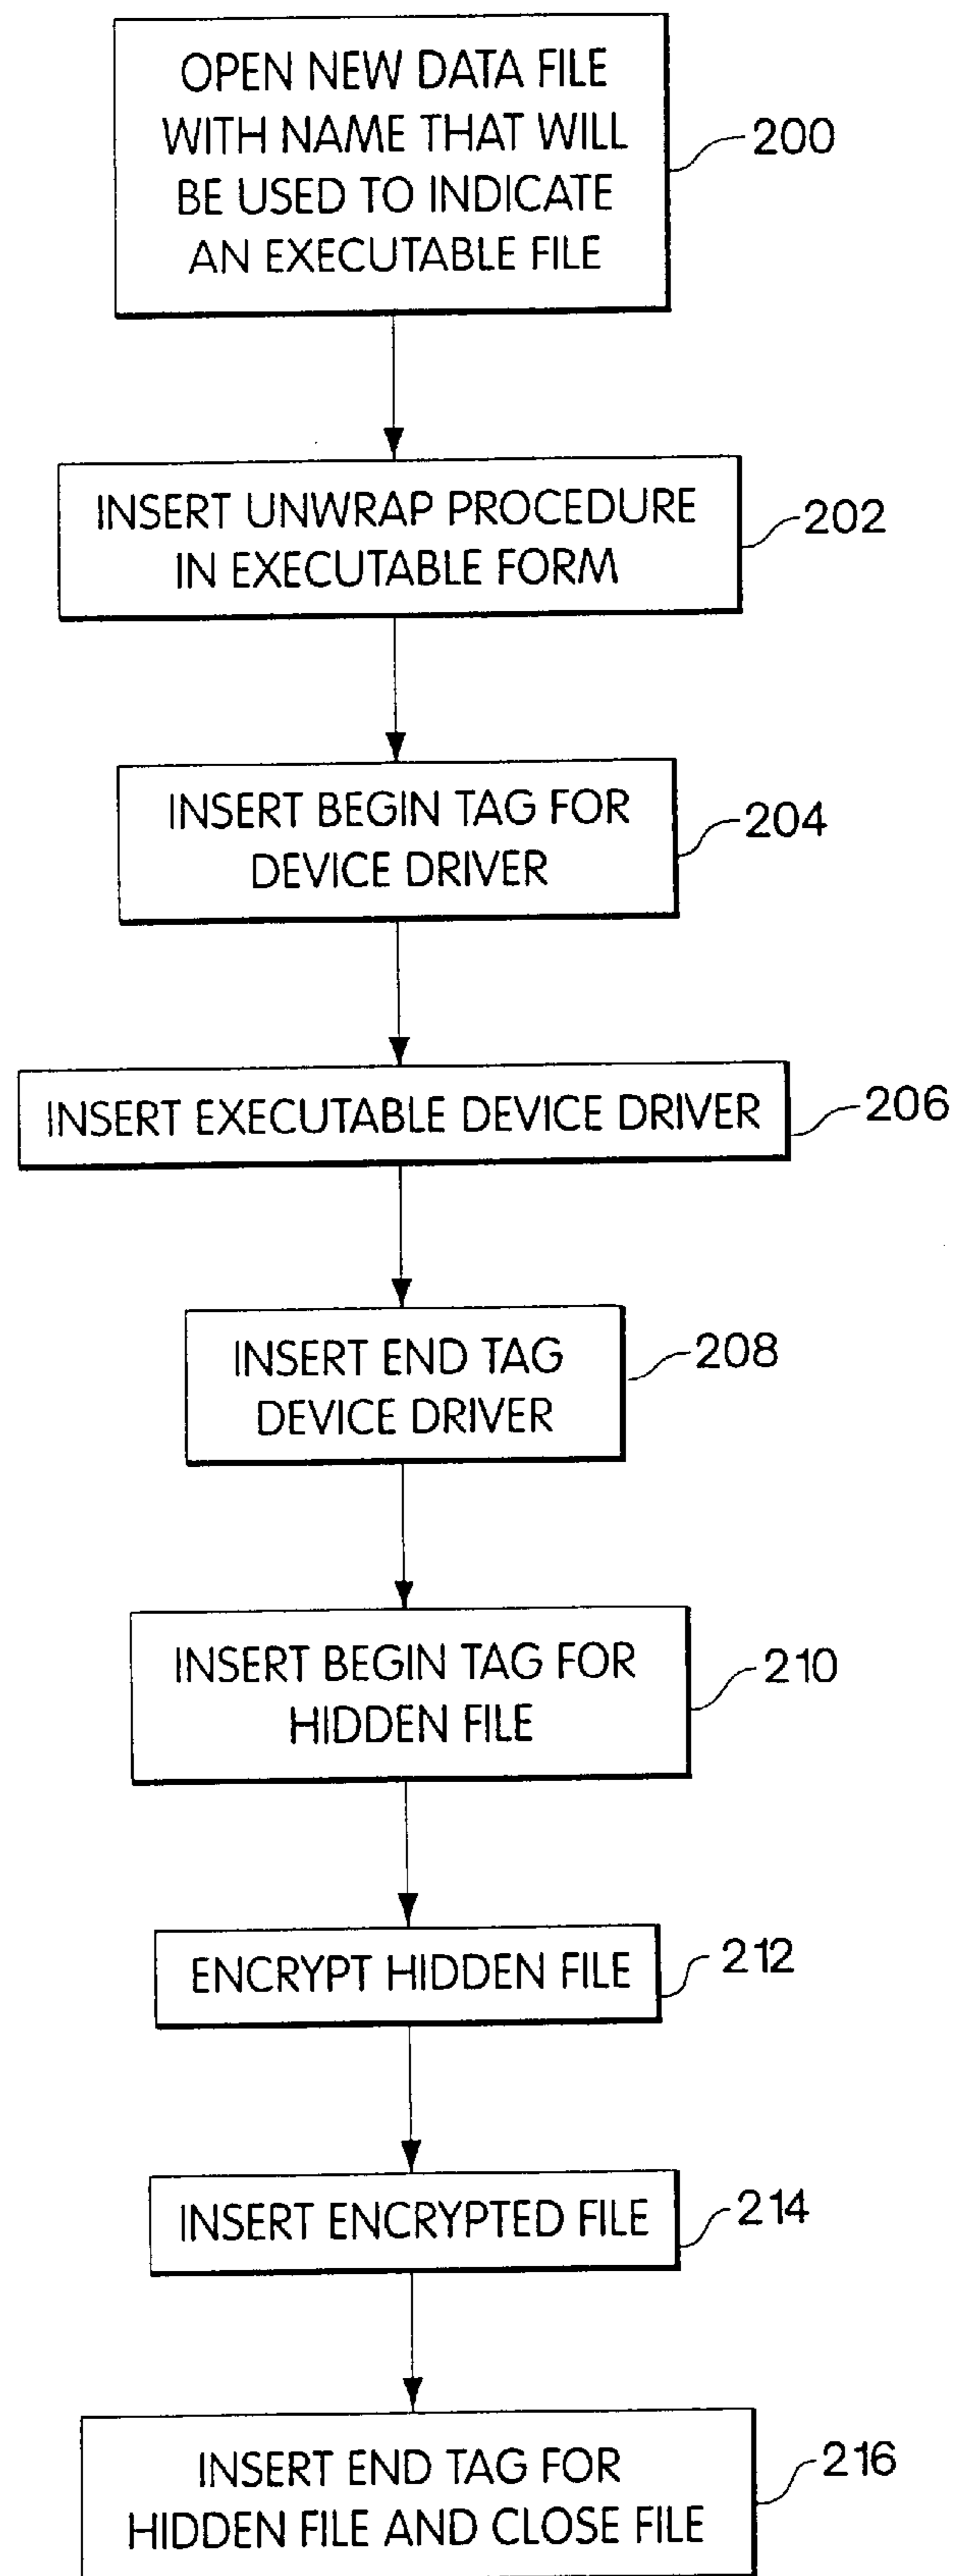 OPEN NEW DATA FILE
WITH NAME THAT WILL
BE USED TO INDICATE
AN EXECUTABLE FILE
200
INSERT UNWRAP PROCEDURE
IN EXECUTABLE FORM
202
INSERT BEGIN TAG FOR
DEVICE DRIVER
204
INSERT EXECUTABLE DEVICE DRIVER
206
INSERT END TAG
DEVICE DRIVER
208
INSERT BEGIN TAG FOR
HIDDEN FILE
210
ENCRYPT HIDDEN FILE
212
INSERT ENCRYPTED FILE
214
INSERT END TAG FOR
HIDDEN FILE AND CLOSE FILE
216